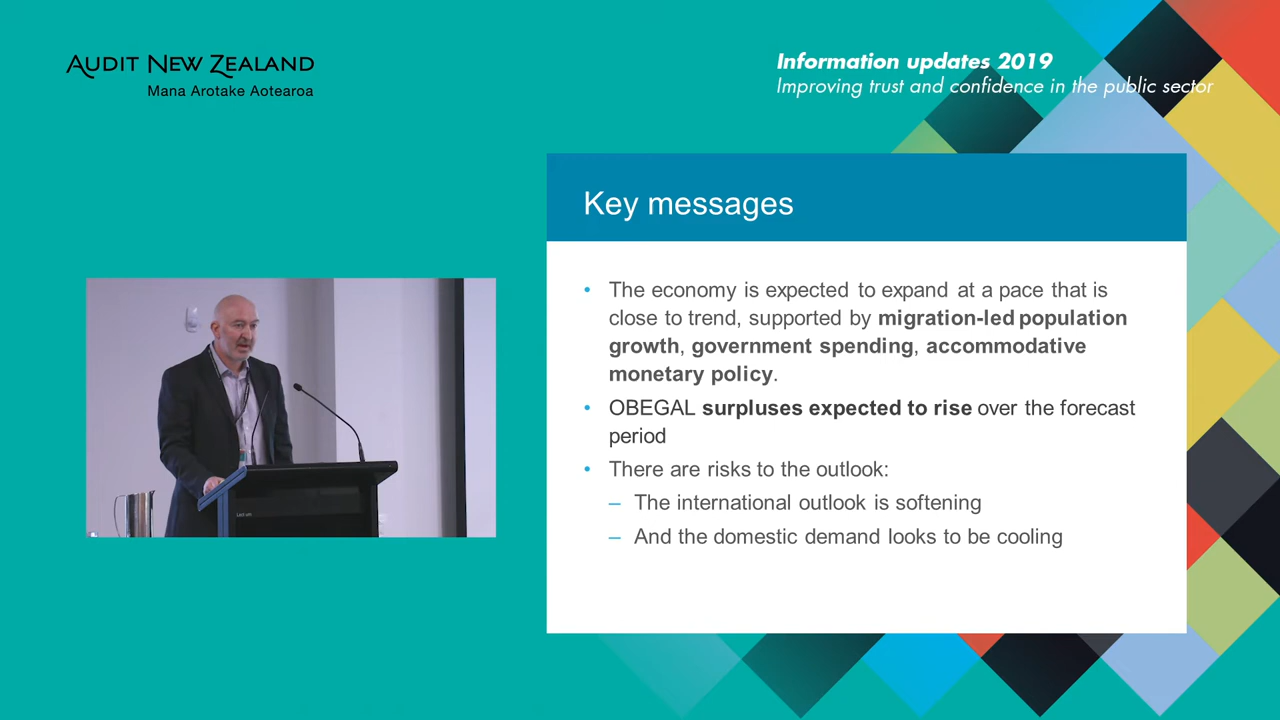 AUDIT NEW ZEALAND
Mana Arotake Aotearoa
Information updates 2019
Improving trust and confidence in the public sector
Key messages
• The economy is expected to expand at a pace that is
close to trend, supported by migration-led population
growth, government spending, accommodative
monetary policy.
• OBEGAL surpluses expected to rise over the forecast
period
• There are risks to the outlook:
– The international outlook is softening
– And the domestic demand looks to be cooling